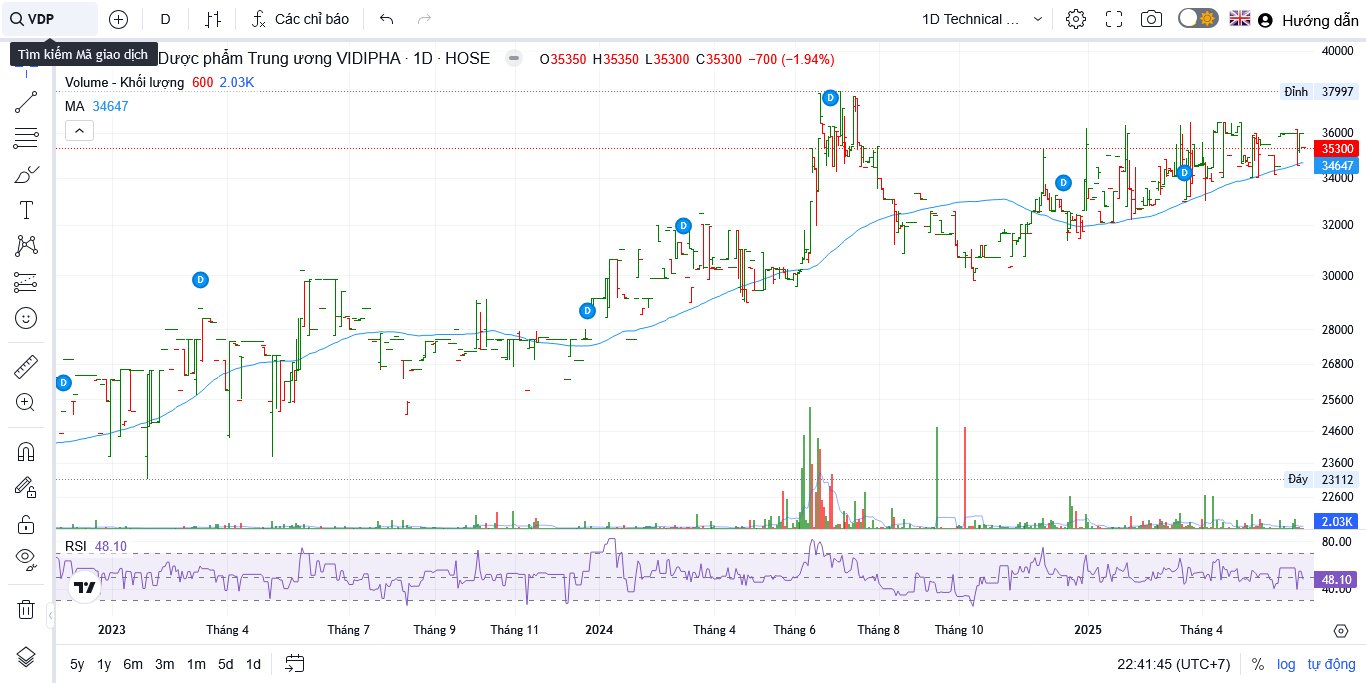 VDP
D
Các chỉ báo
1D Technical ...
Hướng dẫn
Tìm kiếm Mã giao dịch
Dược phẩm Trung ương VIDIPHA · 1D · HOSE
O35350 H35350 L35300 C35300 −700 (−1.94%)
Volume - Khối lượng 600 2.03K
MA 34647
40000
Đỉnh 37997
36000
35300
34647
34000
32000
30000
28000
26800
25600
24600
23600
Đáy 23112
22600
2.03K
D
D
D
D
D
D
D
RSI 48.10
80.00
48.10
40.00
2023 Tháng 4 Tháng 7 Tháng 9 Tháng 11 2024 Tháng 4 Tháng 6 Tháng 8 Tháng 10 2025 Tháng 4
5y 1y 6m 3m 1m 5d 1d
22:41:45 (UTC+7) % log tự động